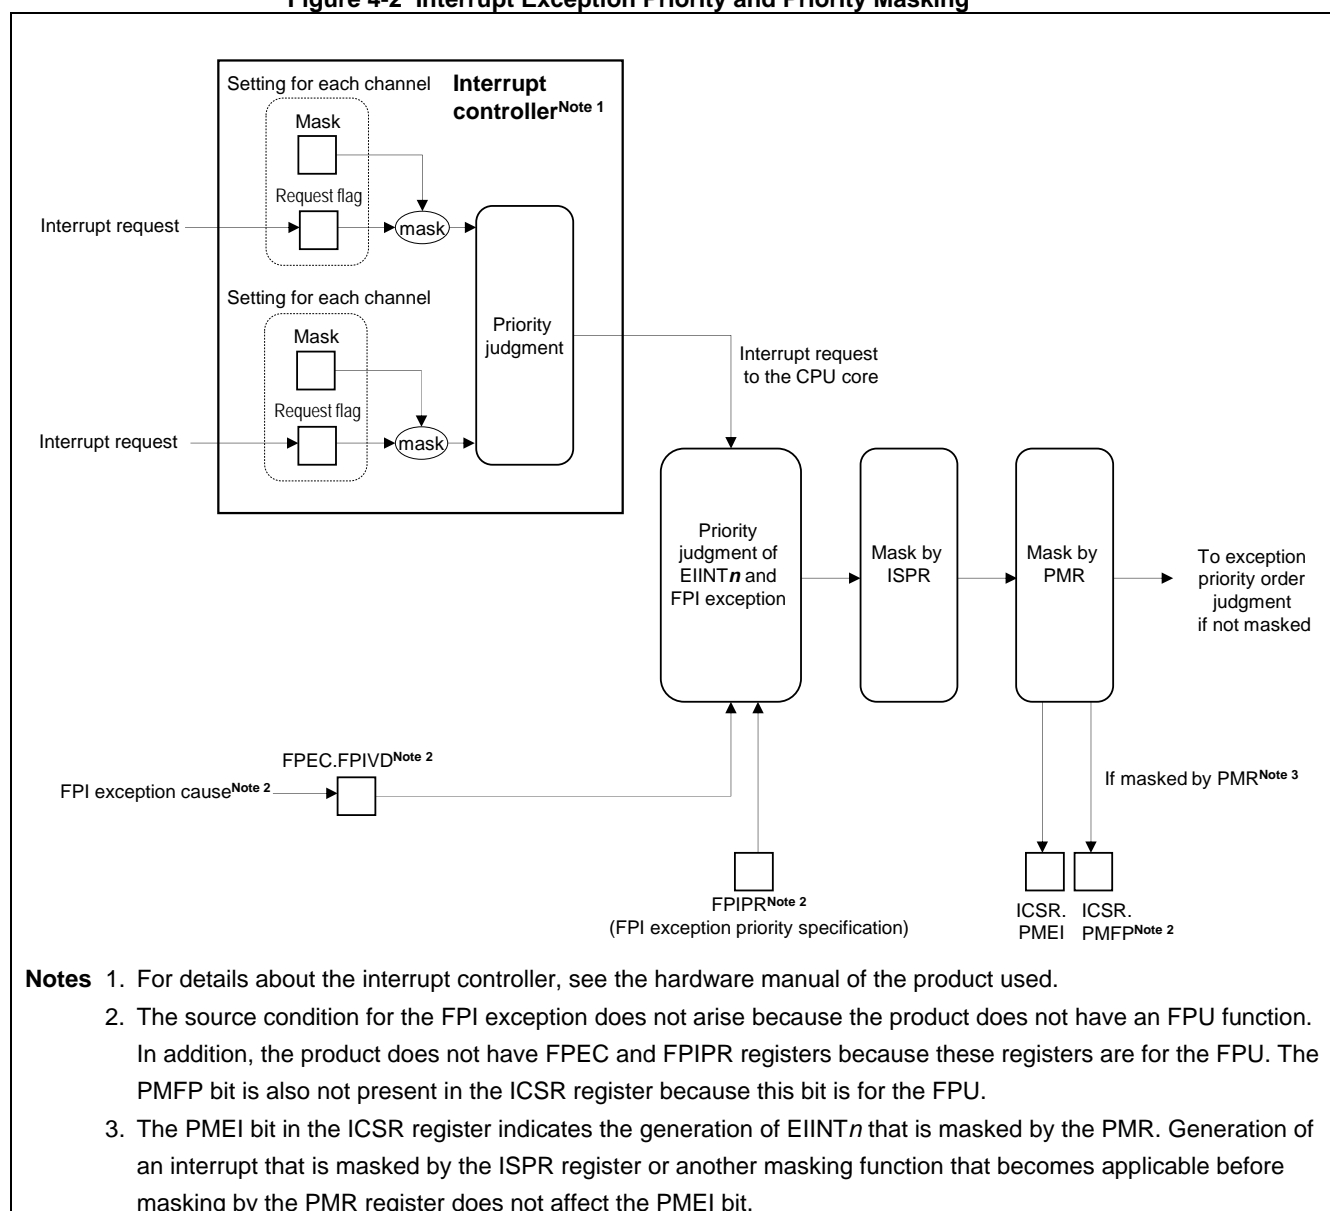 Figure 4-2 Interrupt Exception Priority and Priority Masking
Setting for each channel
Interrupt
controllerNote 1
Mask
Request flag
Interrupt request
mask
Setting for each channel
Mask
Request flag
Interrupt request
mask
Priority
judgment
Interrupt request
to the CPU core
Priority
judgment of
EIINTn and
FPI exception
Mask by
ISPR
Mask by
PMR
To exception
priority order
judgment
if not masked
FPEC.FPIVDNote 2
FPI exception causeNote 2
If masked by PMRNote 3
FPIPRNote 2
(FPI exception priority specification)
ICSR.
PMEI
ICSR.
PMFPNote 2
Notes 1. For details about the interrupt controller, see the hardware manual of the product used.
2. The source condition for the FPI exception does not arise because the product does not have an FPU function.
In addition, the product does not have FPEC and FPIPR registers because these registers are for the FPU. The
PMFP bit is also not present in the ICSR register because this bit is for the FPU.
3. The PMEI bit in the ICSR register indicates the generation of EIINTn that is masked by the PMR. Generation of
an interrupt that is masked by the ISPR register or another masking function that becomes applicable before
masking by the PMR register does not affect the PMEI bit.